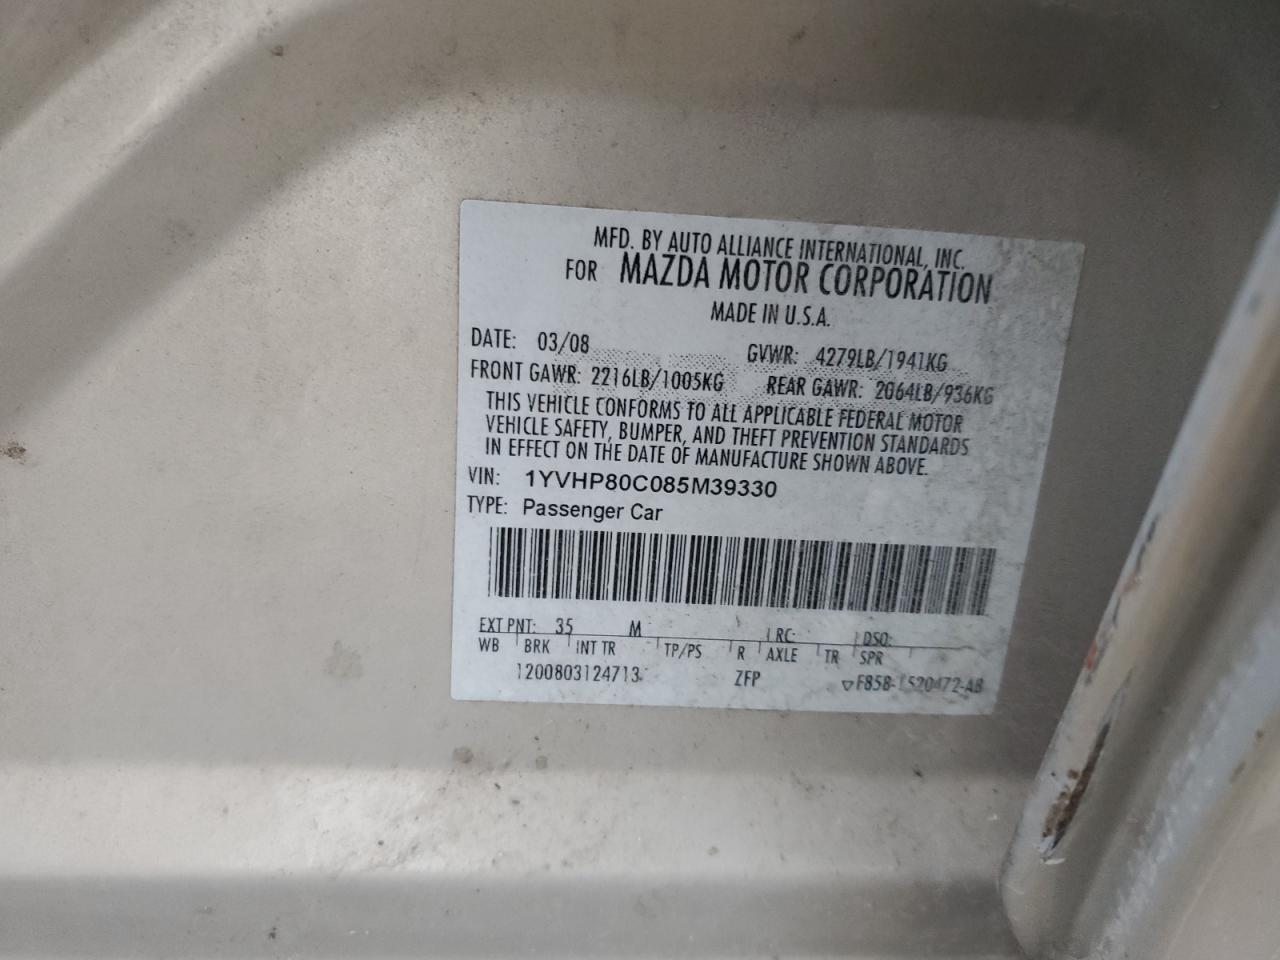 MFD. BY AUTO ALLIANCE INTERNATIONAL, INC.
FOR MAZDA MOTOR CORPORATION
MADE IN U.S.A.
DATE: 03/08 GVWR: 4279LB/1941KG
FRONT GAWR: 2216LB/1005KG REAR GAWR: 2064LB/936KG
THIS VEHICLE CONFORMS TO ALL APPLICABLE FEDERAL MOTOR
VEHICLE SAFETY, BUMPER, AND THEFT PREVENTION STANDARDS
IN EFFECT ON THE DATE OF MANUFACTURE SHOWN ABOVE.
VIN: 1YVHP80C085M39330
TYPE: Passenger Car
EXT PNT: 35 M RC: DSO:
WB BRK INT TR TP/PS R AXLE TR SPR
1200803124713 ZFP